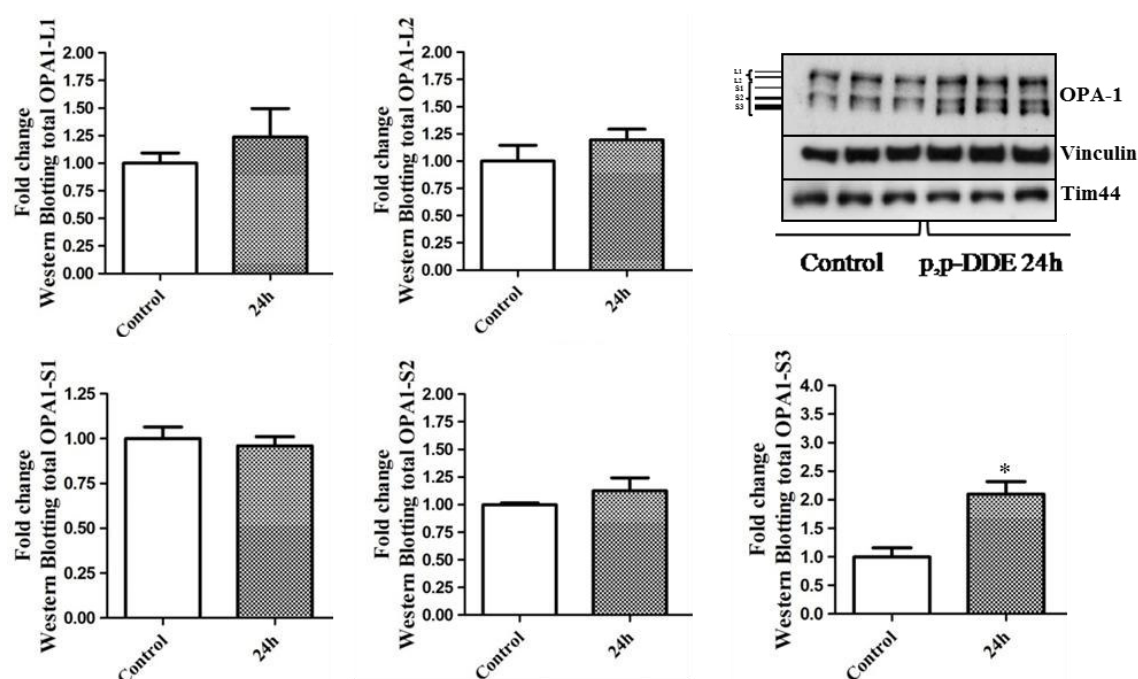 Fold change
Western Blotting total OPA1-L1
2.00
1.75
1.50
1.25
1.00
0.75
0.50
0.25
0.00
Control
24h
Fold change
Western Blotting total OPA1-L2
2.00
1.75
1.50
1.25
1.00
0.75
0.50
0.25
0.00
Control
24h
L1
L2
S1
S2
S3
OPA-1
Vinculin
Tim44
Control p,p-DDE 24h
Fold change
Western Blotting total OPA1-S1
1.25
1.00
0.75
0.50
0.25
0.00
Control
24h
Fold change
Western Blotting total OPA1-S2
2.00
1.75
1.50
1.25
1.00
0.75
0.50
0.25
0.00
Control
24h
Fold change
Western Blotting total OPA1-S3
4.0
3.5
3.0
2.5
2.0
1.5
1.0
0.5
0.0
*
Control
24h